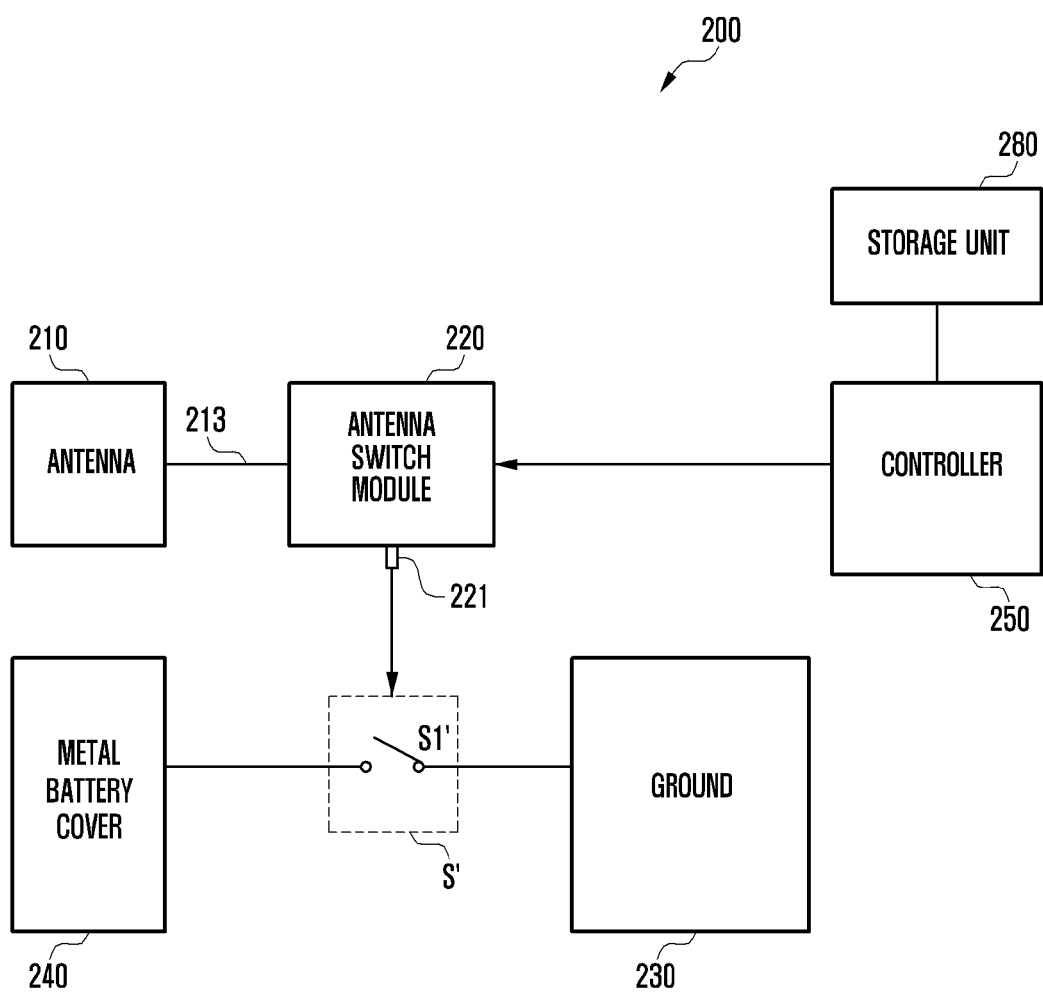 200
280
STORAGE UNIT
210
220
213
ANTENNA
ANTENNA
SWITCH
MODULE
CONTROLLER
221
250
S1'
METAL
BATTERY
COVER
GROUND
S'
240
230